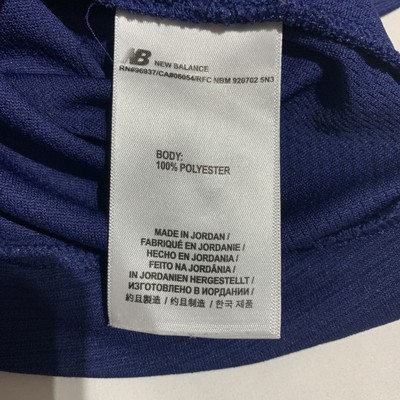 NB NEW BALANCE
RN#90937/CA#06054/RFC NBM 920702 5N3
BODY:
100% POLYESTER
MADE IN JORDAN /
FABRIQUÉ EN JORDANIE /
HECHO EN JORDANIA /
FEITO NA JORDÂNIA /
IN JORDANIEN HERGESTELLT /
ИЗГОТОВЛЕНО В ИОРДАНИИ /
約旦製造 / 约旦制造 / 한국 제품